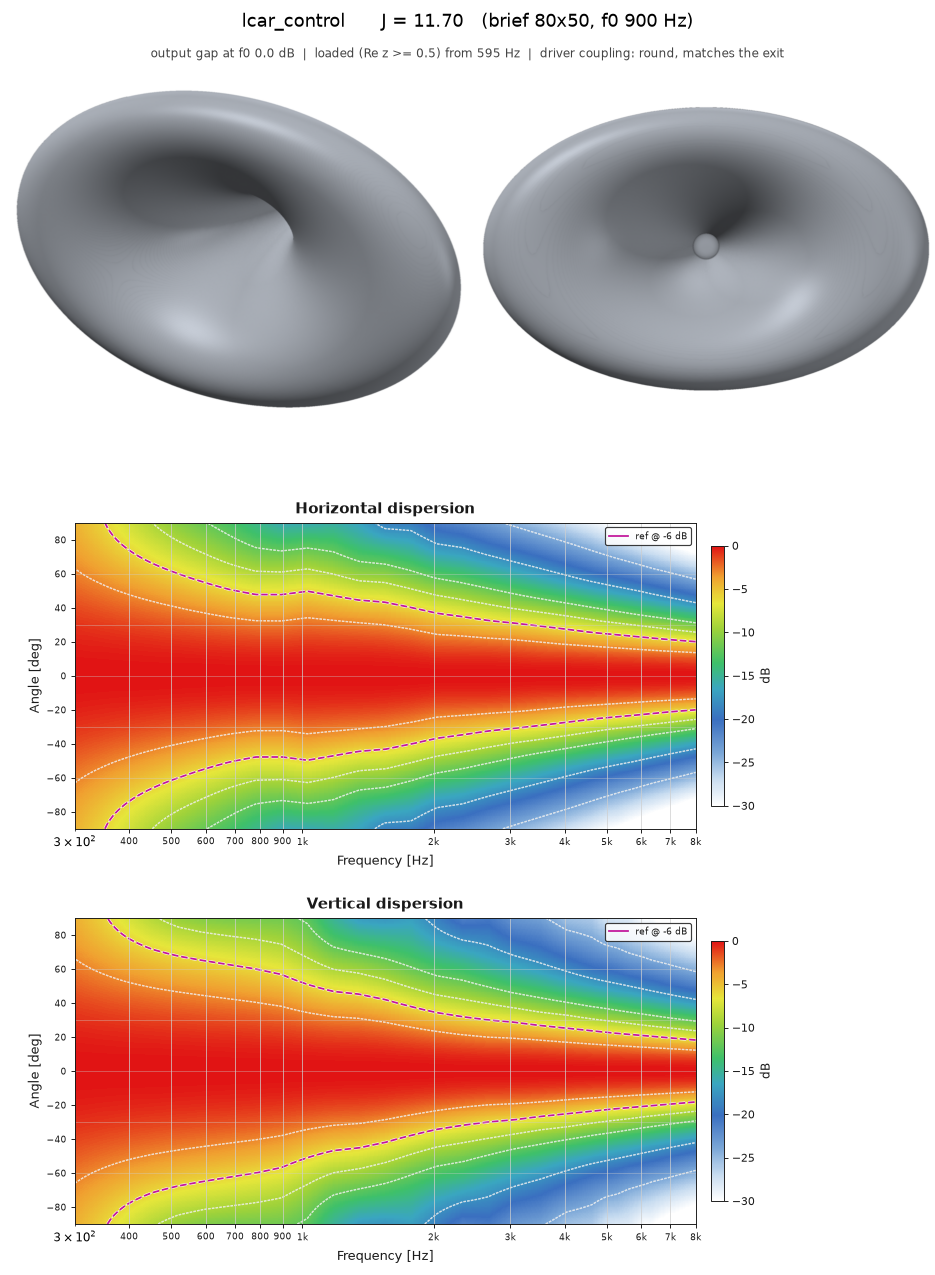 lcar_control J = 11.70 (brief 80x50, f0 900 Hz)
output gap at f0 0.0 dB | loaded (Re z >= 0.5) from 595 Hz | driver coupling: round, matches the exit
Horizontal dispersion
ref @ -6 dB
Angle [deg]
80
60
40
20
0
−20
−40
−60
−80
3 × 10²
400 500 600 700 800 900 1k 2k 3k 4k 5k 6k 7k 8k
Frequency [Hz]
0
−5
−10
−15
−20
−25
−30
dB
Vertical dispersion
ref @ -6 dB
Angle [deg]
80
60
40
20
0
−20
−40
−60
−80
3 × 10²
400 500 600 700 800 900 1k 2k 3k 4k 5k 6k 7k 8k
Frequency [Hz]
0
−5
−10
−15
−20
−25
−30
dB